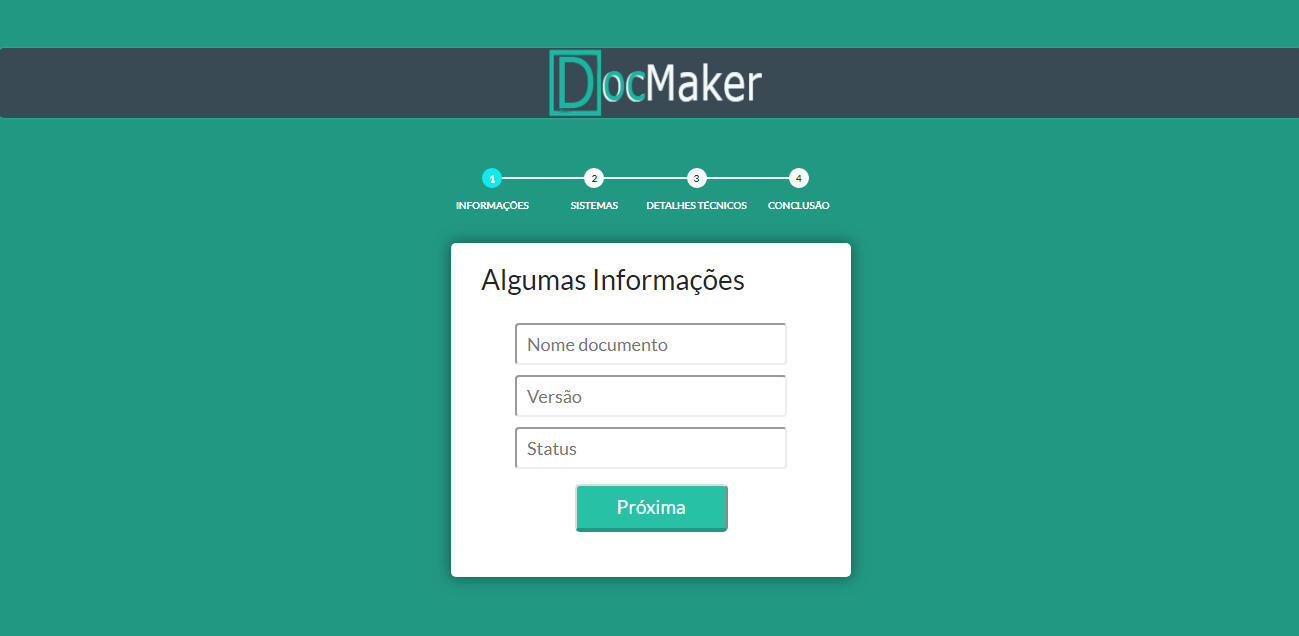 DocMaker
1 2 3 4
INFORMAÇÕES SISTEMAS DETALHES TÉCNICOS CONCLUSÃO
Algumas Informações
Nome documento
Versão
Status
Próxima